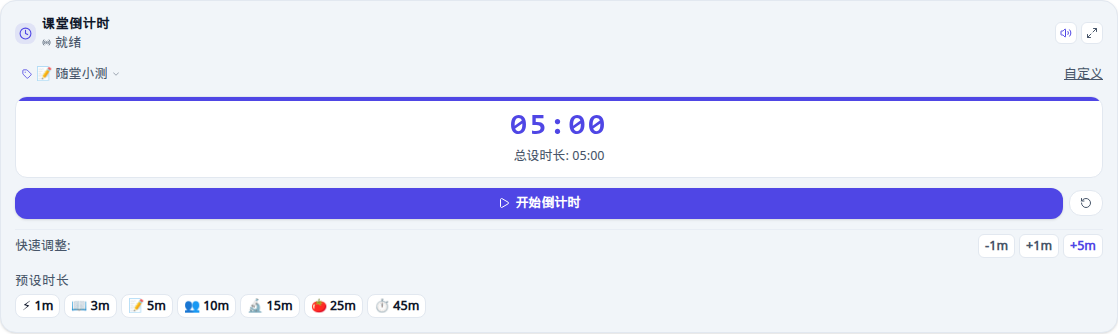 课堂倒计时
就绪
随堂小测
自定义
05:00
总设时长: 05:00
开始倒计时
快速调整:
-1m +1m +5m
预设时长
1m 3m 5m 10m 15m 25m 45m